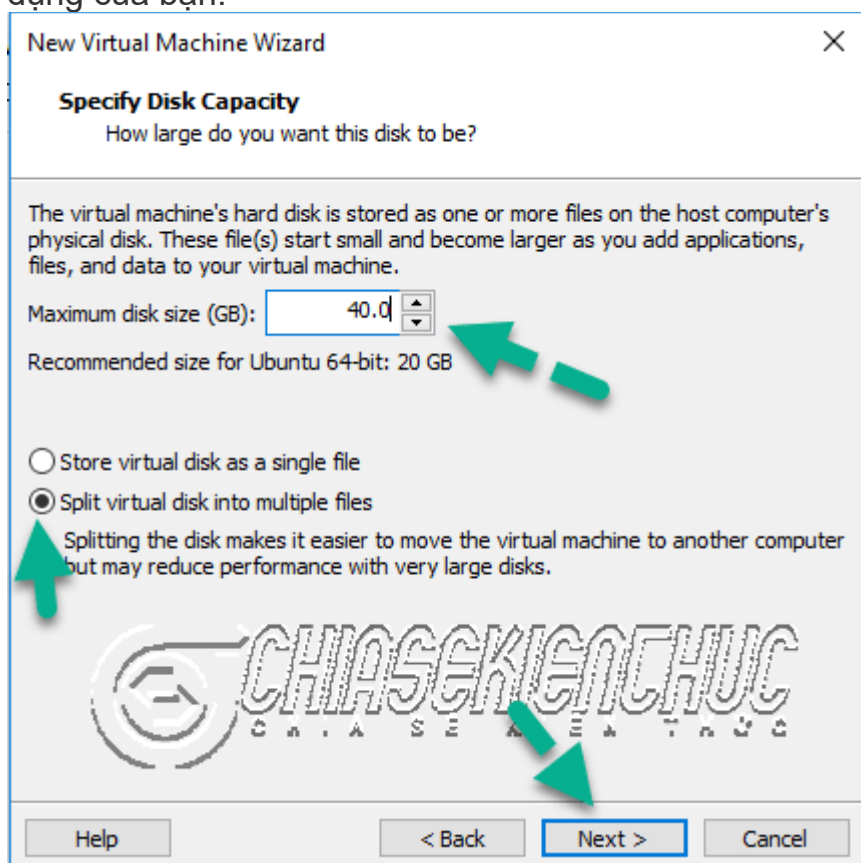 dụng của bạn.
New Virtual Machine Wizard
Specify Disk Capacity
How large do you want this disk to be?
The virtual machine's hard disk is stored as one or more files on the host computer's
physical disk. These file(s) start small and become larger as you add applications,
files, and data to your virtual machine.
Maximum disk size (GB): 40.0
Recommended size for Ubuntu 64-bit: 20 GB
Store virtual disk as a single file
Split virtual disk into multiple files
Splitting the disk makes it easier to move the virtual machine to another computer
but may reduce performance with very large disks.
CHIASEKIENTHUC
Help < Back Next > Cancel